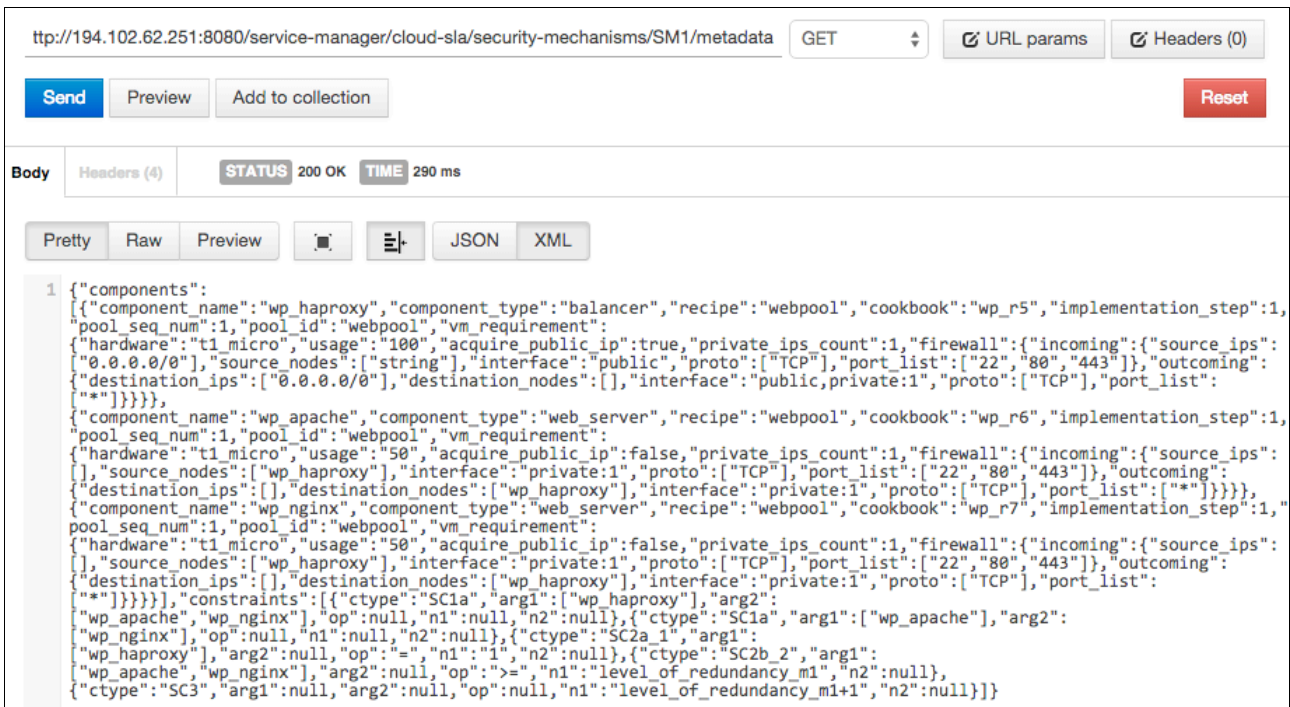 ttp://194.102.62.251:8080/service-manager/cloud-sla/security-mechanisms/SM1/metadata GET URL params Headers (0)
Send Preview Add to collection Reset
Body Headers (4) STATUS 200 OK TIME 290 ms
Pretty Raw Preview JSON XML
1 {"components":
[{"component_name":"wp_haproxy","component_type":"balancer","recipe":"webpool","cookbook":"wp_r5","implementation_step":1,
"pool_seq_num":1,"pool_id":"webpool","vm_requirement":
{"hardware":"t1_micro","usage":"100","acquire_public_ip":true,"private_ips_count":1,"firewall":{"incoming":{"source_ips":
["0.0.0.0/0"],"source_nodes":["string"],"interface":"public","proto":["TCP"],"port_list":["22","80","443"]},"outcoming":
{"destination_ips":["0.0.0.0/0"],"destination_nodes":[],"interface":"public,private:1","proto":["TCP"],"port_list":
["*"]}}}},
{"component_name":"wp_apache","component_type":"web_server","recipe":"webpool","cookbook":"wp_r6","implementation_step":1,
"pool_seq_num":1,"pool_id":"webpool","vm_requirement":
{"hardware":"t1_micro","usage":"50","acquire_public_ip":false,"private_ips_count":1,"firewall":{"incoming":{"source_ips":
[],"source_nodes":["wp_haproxy"],"interface":"private:1","proto":["TCP"],"port_list":["22","80","443"]},"outcoming":
{"destination_ips":[],"destination_nodes":["wp_haproxy"],"interface":"private:1","proto":["TCP"],"port_list":["*"]}}}},
{"component_name":"wp_nginx","component_type":"web_server","recipe":"webpool","cookbook":"wp_r7","implementation_step":1,"
pool_seq_num":1,"pool_id":"webpool","vm_requirement":
{"hardware":"t1_micro","usage":"50","acquire_public_ip":false,"private_ips_count":1,"firewall":{"incoming":{"source_ips":
[],"source_nodes":["wp_haproxy"],"interface":"private:1","proto":["TCP"],"port_list":["22","80","443"]},"outcoming":
{"destination_ips":[],"destination_nodes":["wp_haproxy"],"interface":"private:1","proto":["TCP"],"port_list":
["*"]}}}}],"constraints":[{"ctype":"SC1a","arg1":["wp_haproxy"],"arg2":
["wp_apache","wp_nginx"],"op":null,"n1":null,"n2":null},{"ctype":"SC1a","arg1":["wp_apache"],"arg2":
["wp_nginx"],"op":null,"n1":null,"n2":null},{"ctype":"SC2a_1","arg1":
["wp_haproxy"],"arg2":null,"op":"=","n1":"1","n2":null},{"ctype":"SC2b_2","arg1":
["wp_apache","wp_nginx"],"arg2":null,"op":">=","n1":"level_of_redundancy_m1","n2":null},
{"ctype":"SC3","arg1":null,"arg2":null,"op":null,"n1":"level_of_redundancy_m1+1","n2":null}]}